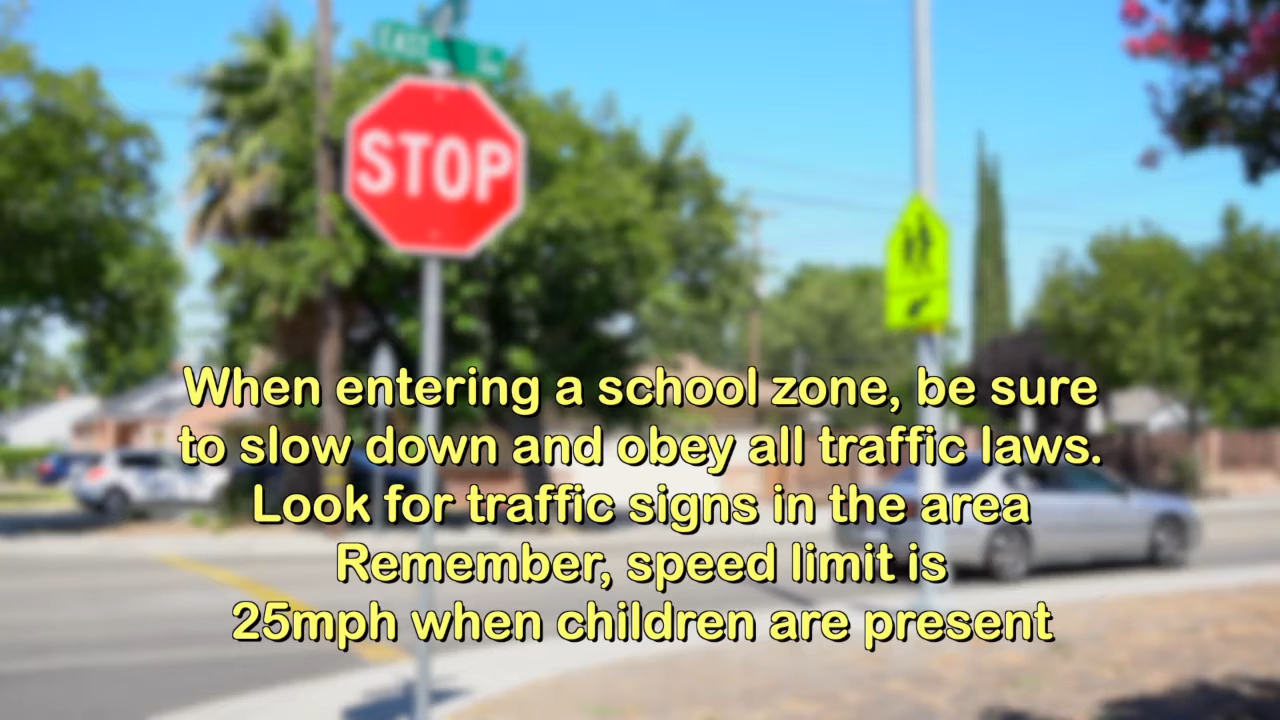 EAST
STOP
When entering a school zone, be sure
to slow down and obey all traffic laws.
Look for traffic signs in the area
Remember, speed limit is
25mph when children are present